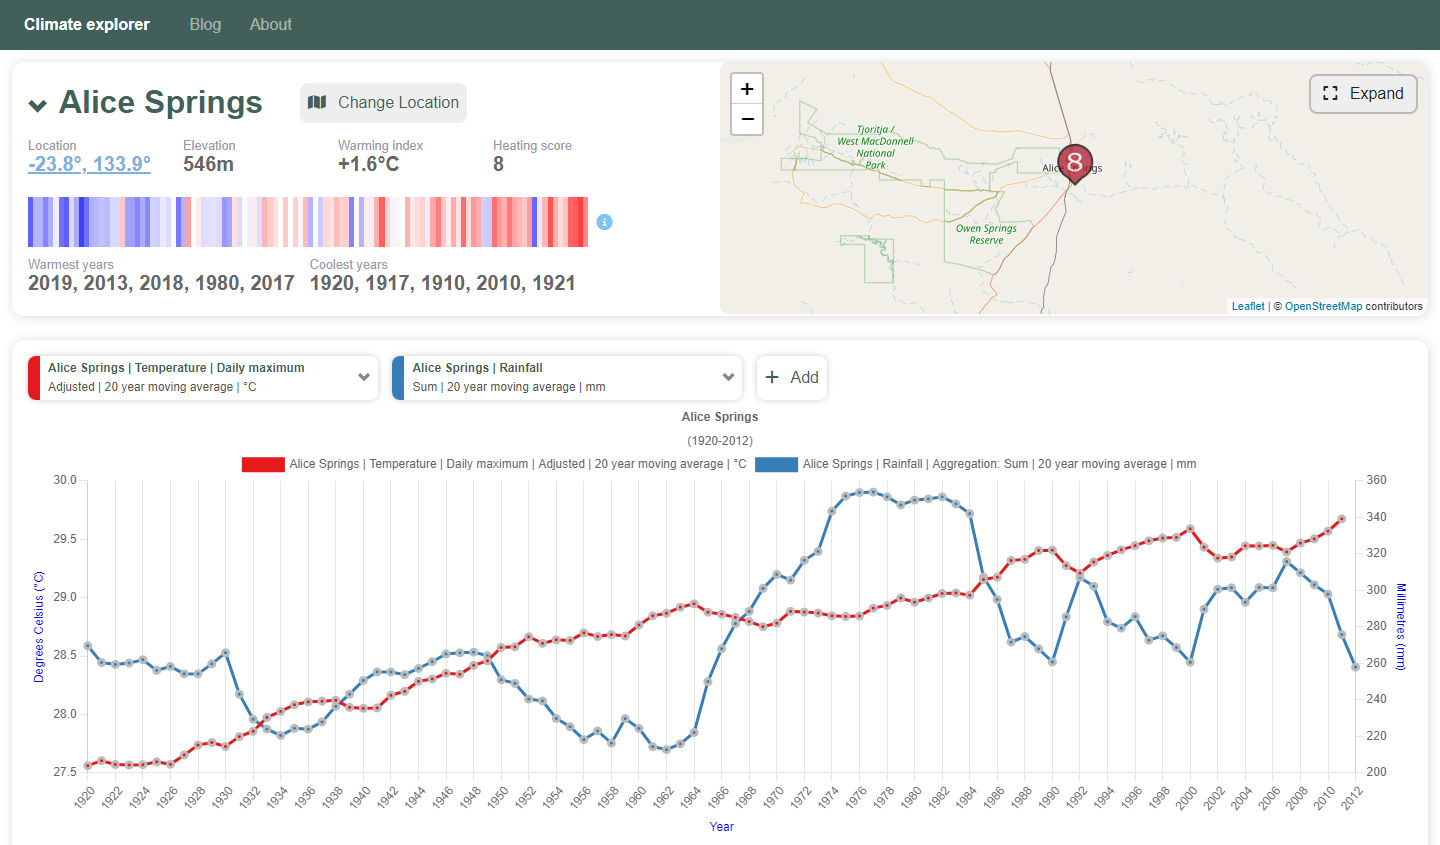 Climate explorer Blog About
Alice Springs Change Location
Location Elevation Warming index Heating score
-23.8°, 133.9° 546m +1.6°C 8
Warmest years Coolest years
2019, 2013, 2018, 1980, 2017 1920, 1917, 1910, 2010, 1921
+
−
Expand
Tjoritja /
West MacDonnell
National
Park
8
Owen Springs
Reserve
Leaflet | © OpenStreetMap contributors
Alice Springs | Temperature | Daily maximum
Adjusted | 20 year moving average | °C
Alice Springs | Rainfall
Sum | 20 year moving average | mm
+ Add
Alice Springs
(1920-2012)
Alice Springs | Temperature | Daily maximum | Adjusted | 20 year moving average | °C
Alice Springs | Rainfall | Aggregation: Sum | 20 year moving average | mm
Degrees Celsius (°C)
30.0
29.5
29.0
28.5
28.0
27.5
360
340
320
300
280
260
240
220
200
Millimetres (mm)
1920 1922 1924 1926 1928 1930 1932 1934 1936 1938 1940 1942 1944 1946 1948 1950 1952 1954 1956 1958 1960 1962 1964 1966 1968 1970 1972 1974 1976 1978 1980 1982 1984 1986 1988 1990 1992 1994 1996 1998 2000 2002 2004 2006 2008 2010 2012
Year